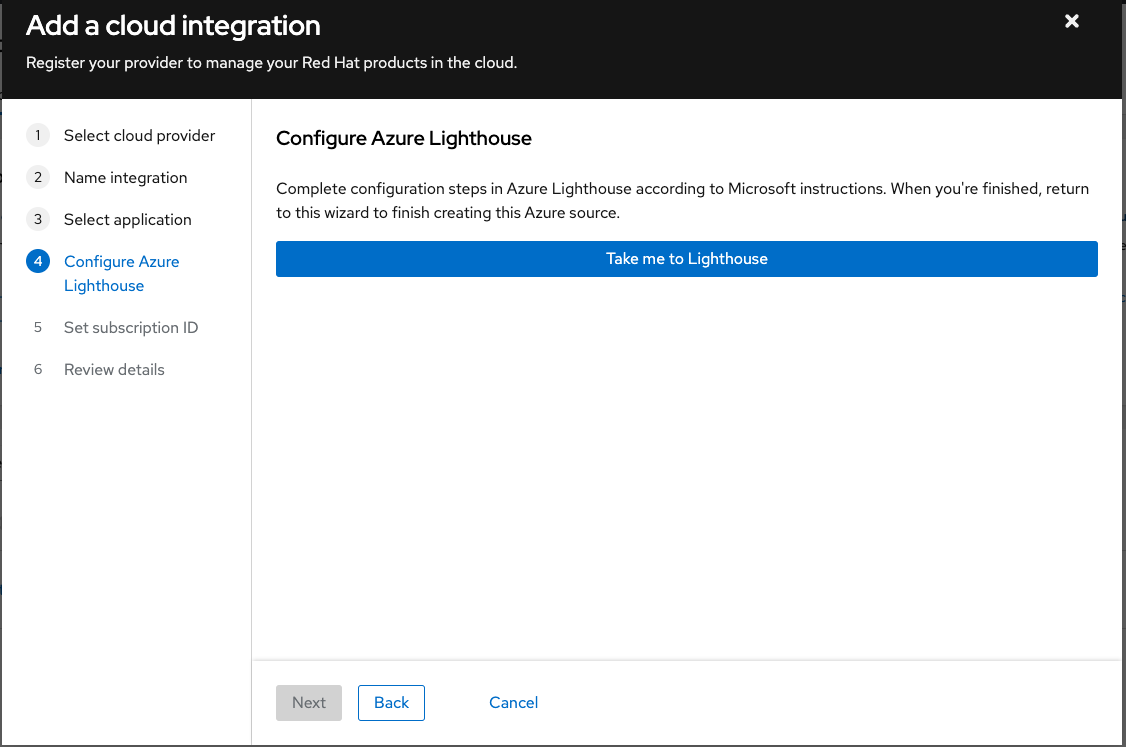 Add a cloud integration
Register your provider to manage your Red Hat products in the cloud.
1 Select cloud provider
2 Name integration
3 Select application
4 Configure Azure
Lighthouse
5 Set subscription ID
6 Review details
Configure Azure Lighthouse
Complete configuration steps in Azure Lighthouse according to Microsoft instructions. When you're finished, return
to this wizard to finish creating this Azure source.
Take me to Lighthouse
Next Back Cancel